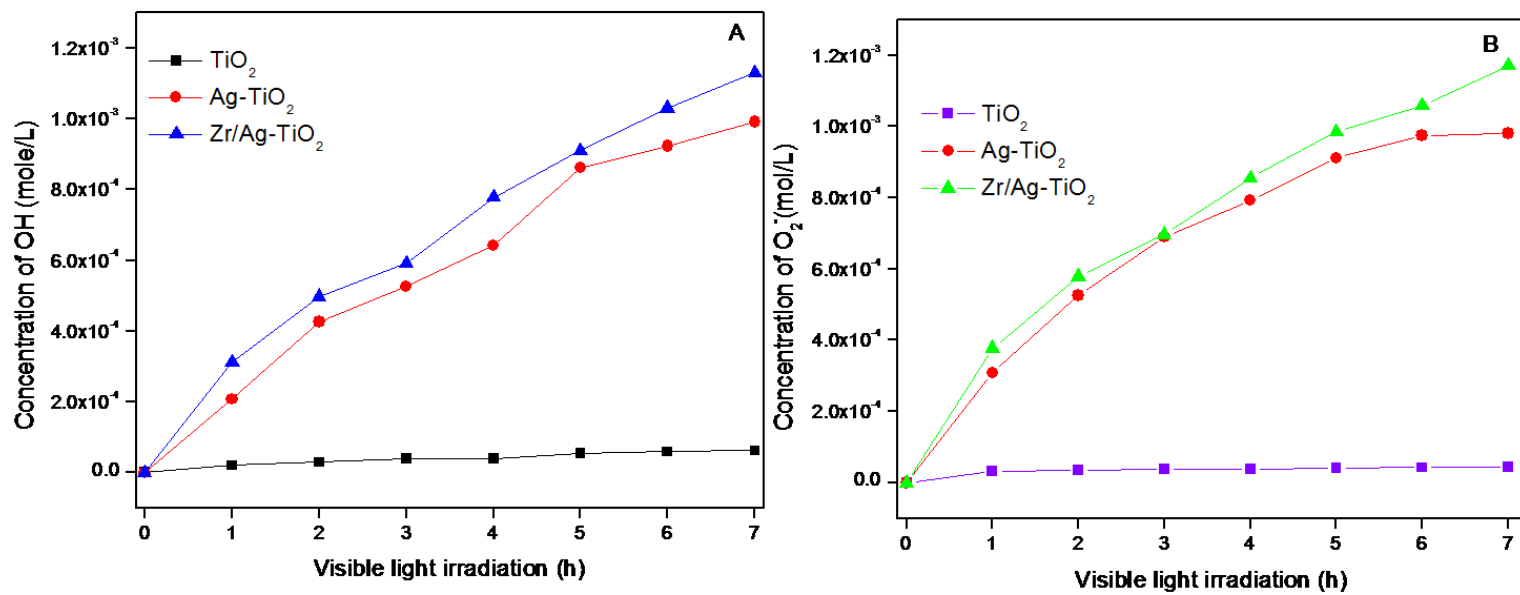 A
TiO₂
Ag-TiO₂
Zr/Ag-TiO₂
Concentration of OH (mole/L)
1.2x10⁻³
1.0x10⁻³
8.0x10⁻⁴
6.0x10⁻⁴
4.0x10⁻⁴
2.0x10⁻⁴
0.0
0 1 2 3 4 5 6 7
Visible light irradiation (h)
B
TiO₂
Ag-TiO₂
Zr/Ag-TiO₂
Concentration of O₂⁻(mol/L)
1.2x10⁻³
1.0x10⁻³
8.0x10⁻⁴
6.0x10⁻⁴
4.0x10⁻⁴
2.0x10⁻⁴
0.0
0 1 2 3 4 5 6 7
Visible light irradiation (h)